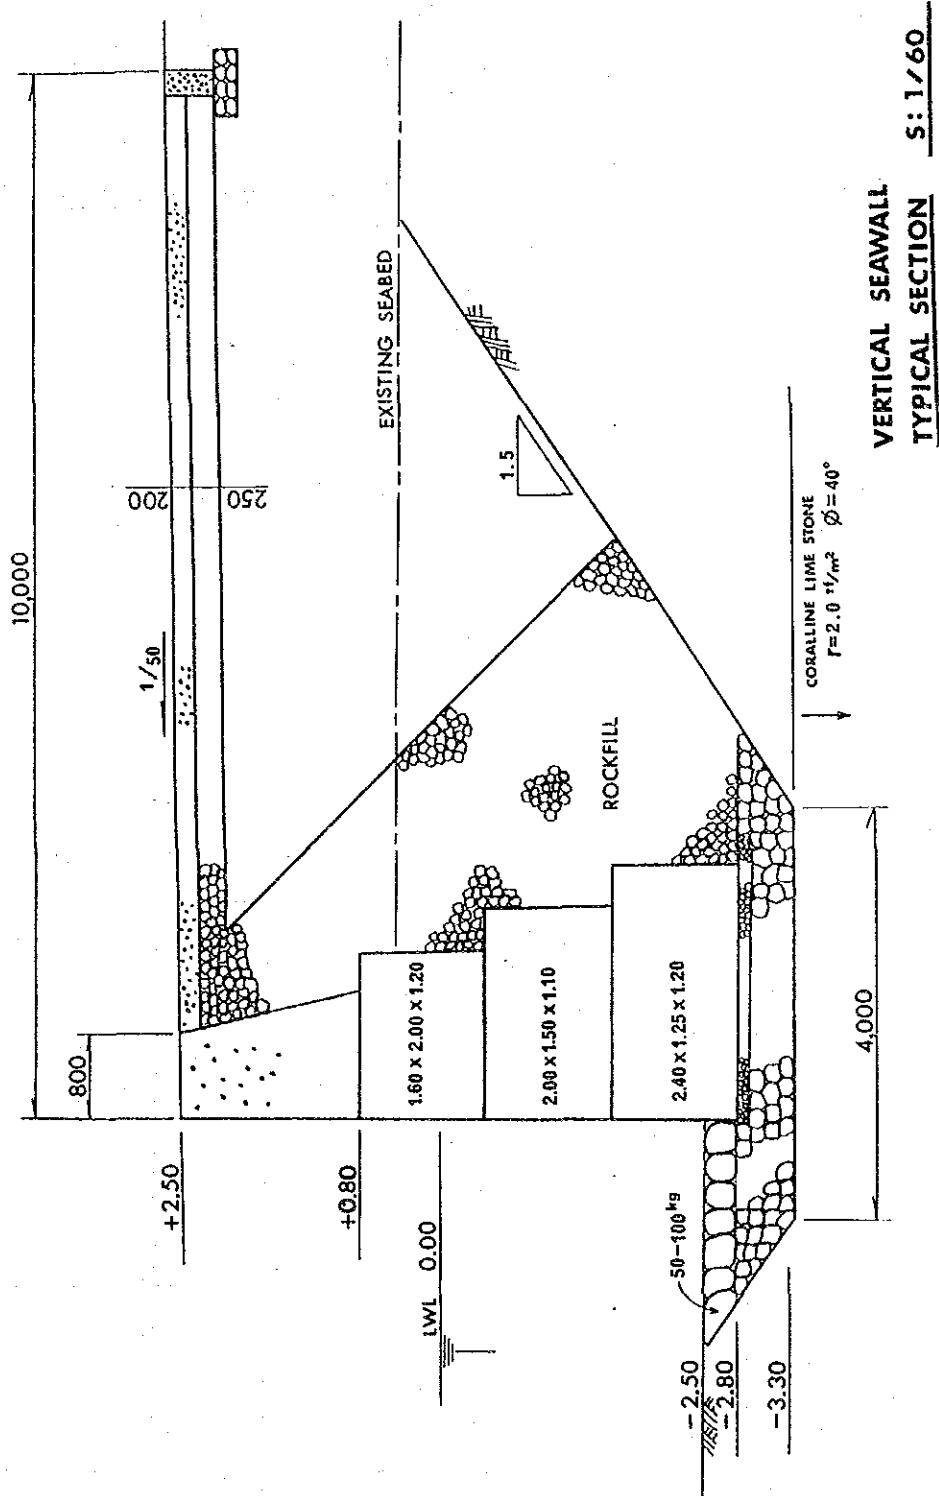 10,000
800
1/50
200
250
+2.50
+0.80
LWL 0.00
EXISTING SEABED
1.5
1.60 x 2.00 x 1.20
2.00 x 1.50 x 1.10
2.40 x 1.25 x 1.20
ROCKFILL
50-100kg
-2.50
-2.80
-3.30
4,000
CORALLINE LIME STONE
r=2.0 tf/m² Ø=40°
VERTICAL SEAWALL
TYPICAL SECTION S: 1/60